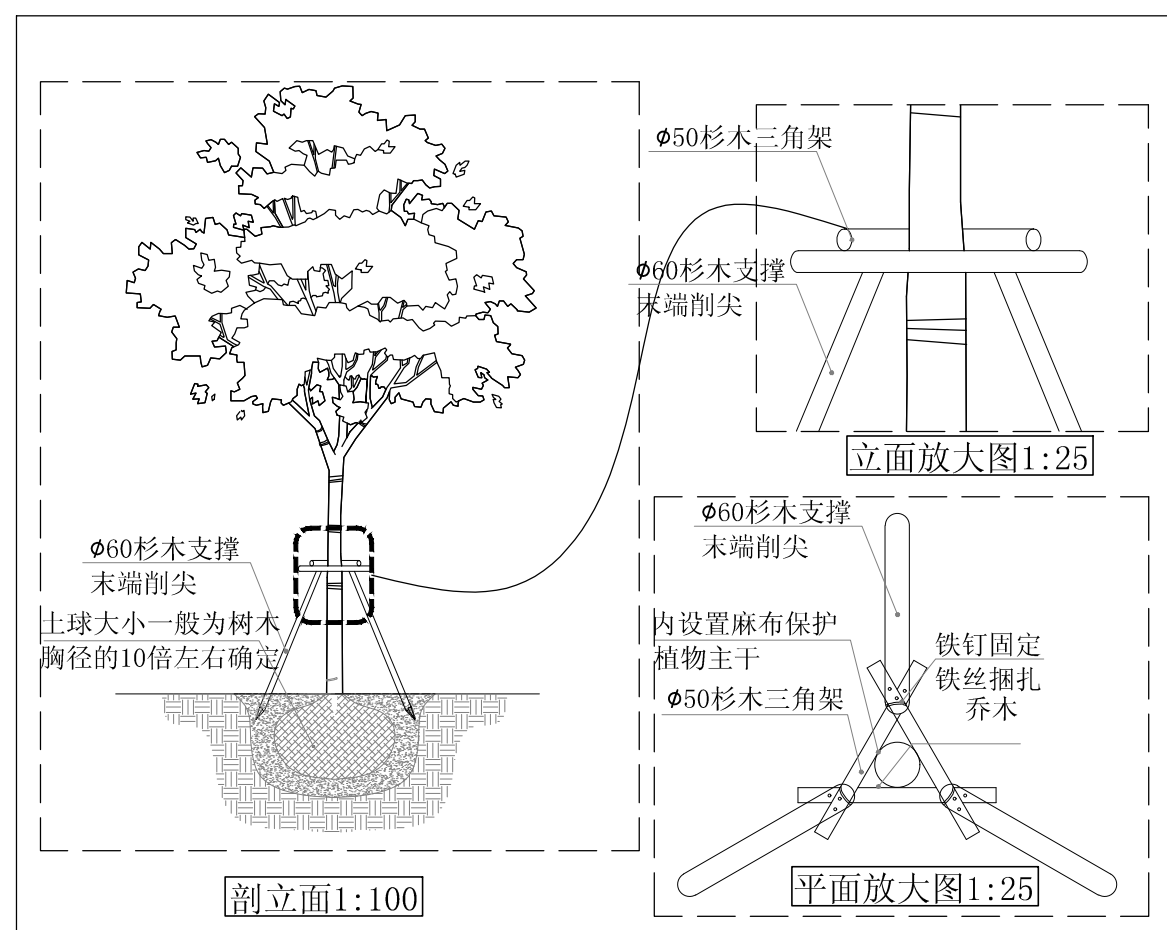 ϕ60杉木支撑
末端削尖
土球大小一般为树木
胸径的10倍左右确定
剖立面1:100
ϕ50杉木三角架
ϕ60杉木支撑
末端削尖
立面放大图1:25
ϕ60杉木支撑
末端削尖
内设置麻布保护
植物主干
ϕ50杉木三角架
铁钉固定
铁丝捆扎
乔木
平面放大图1:25